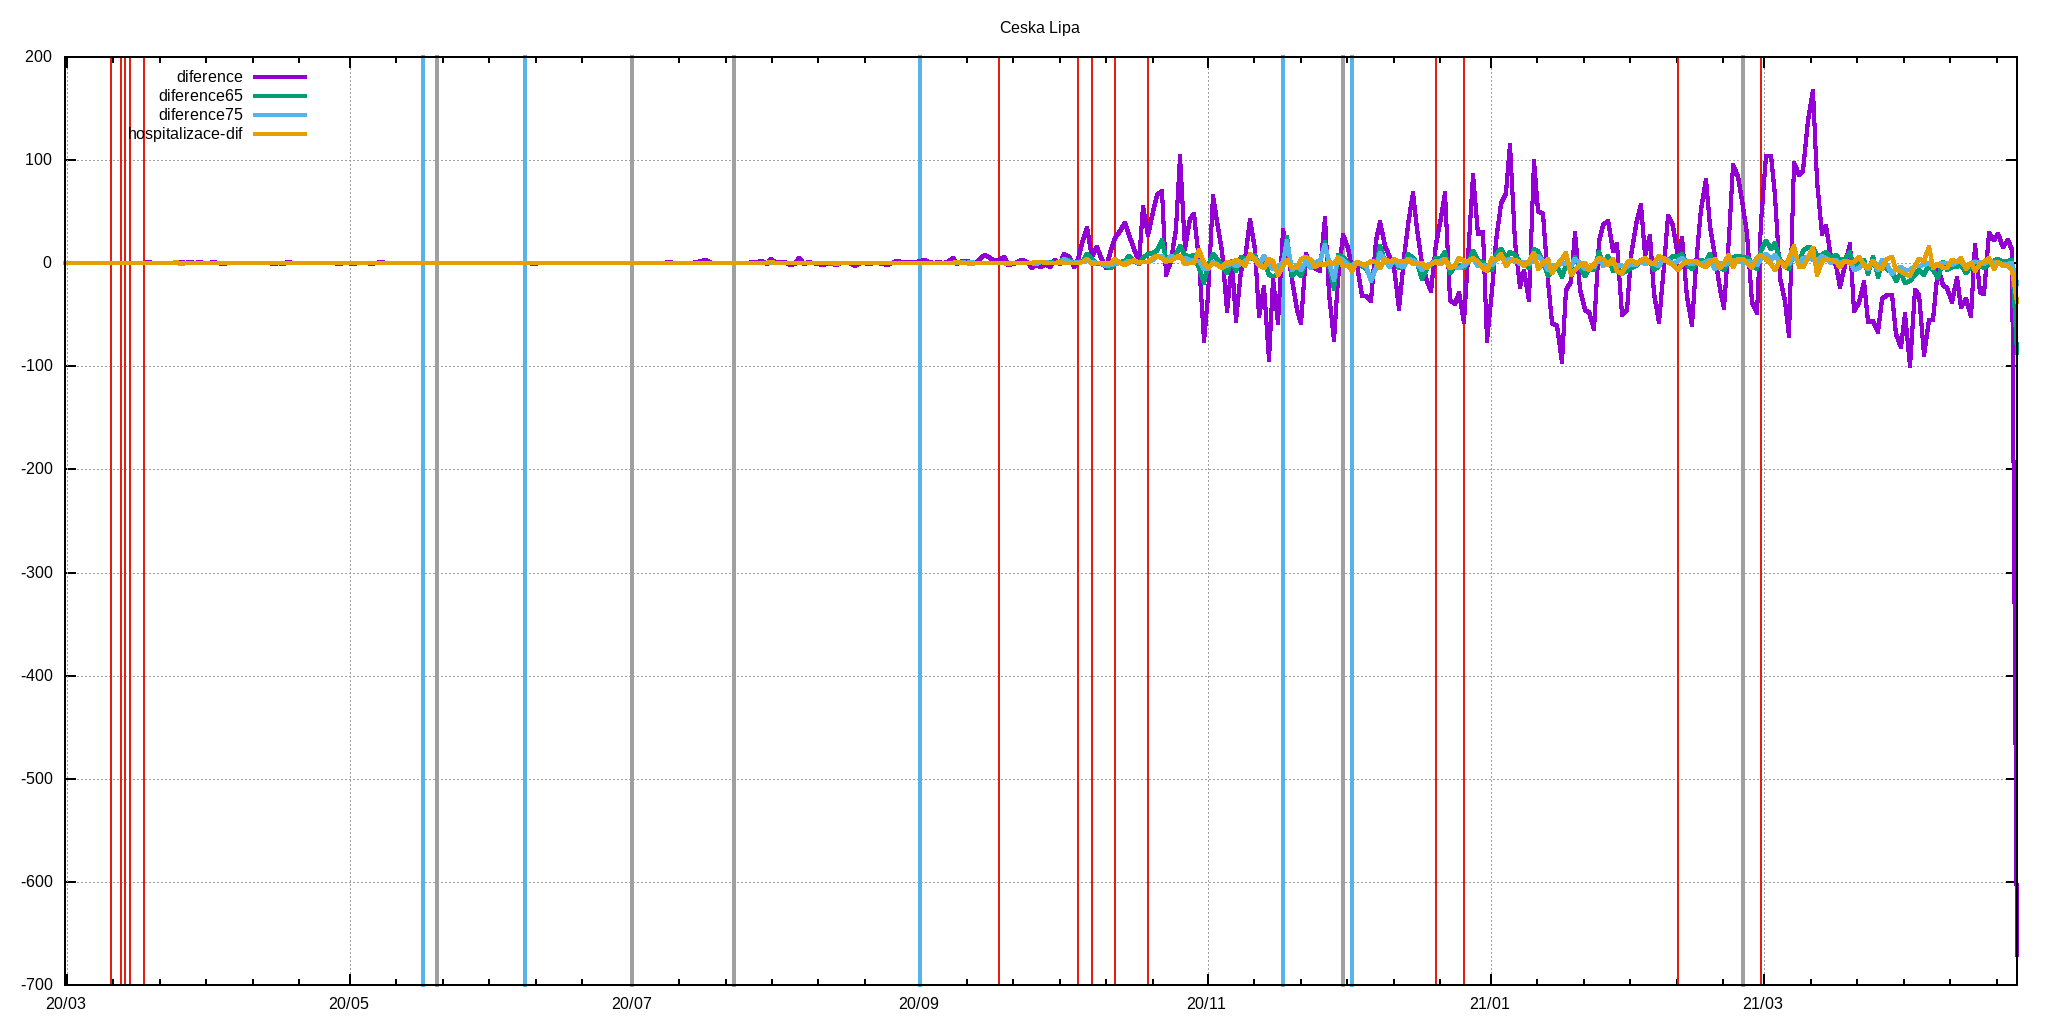 Ceska Lipa
200
100
0
-100
-200
-300
-400
-500
-600
-700
diference
diference65
diference75
hospitalizace-dif
20/03 20/05 20/07 20/09 20/11 21/01 21/03